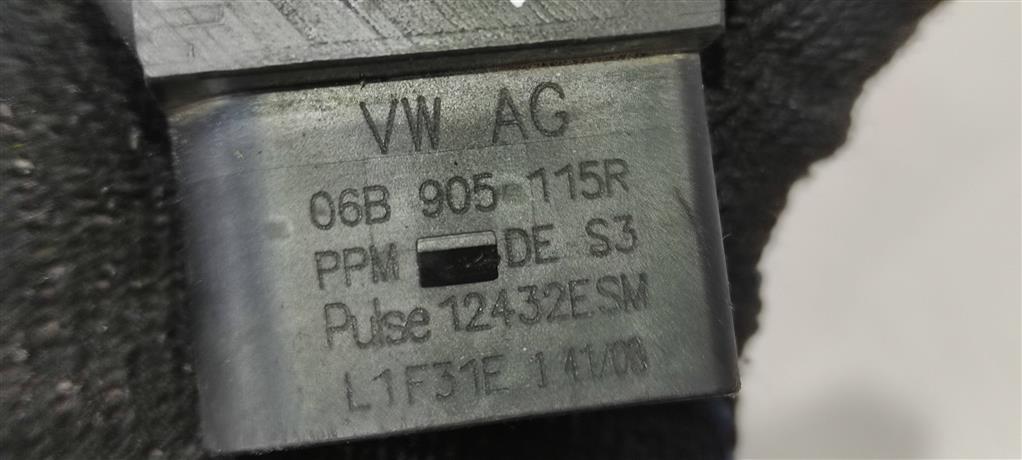 VW AG
06B 905 115R
PPM DE S3
Pulse 12432ESM
L1F31E 1 41/08